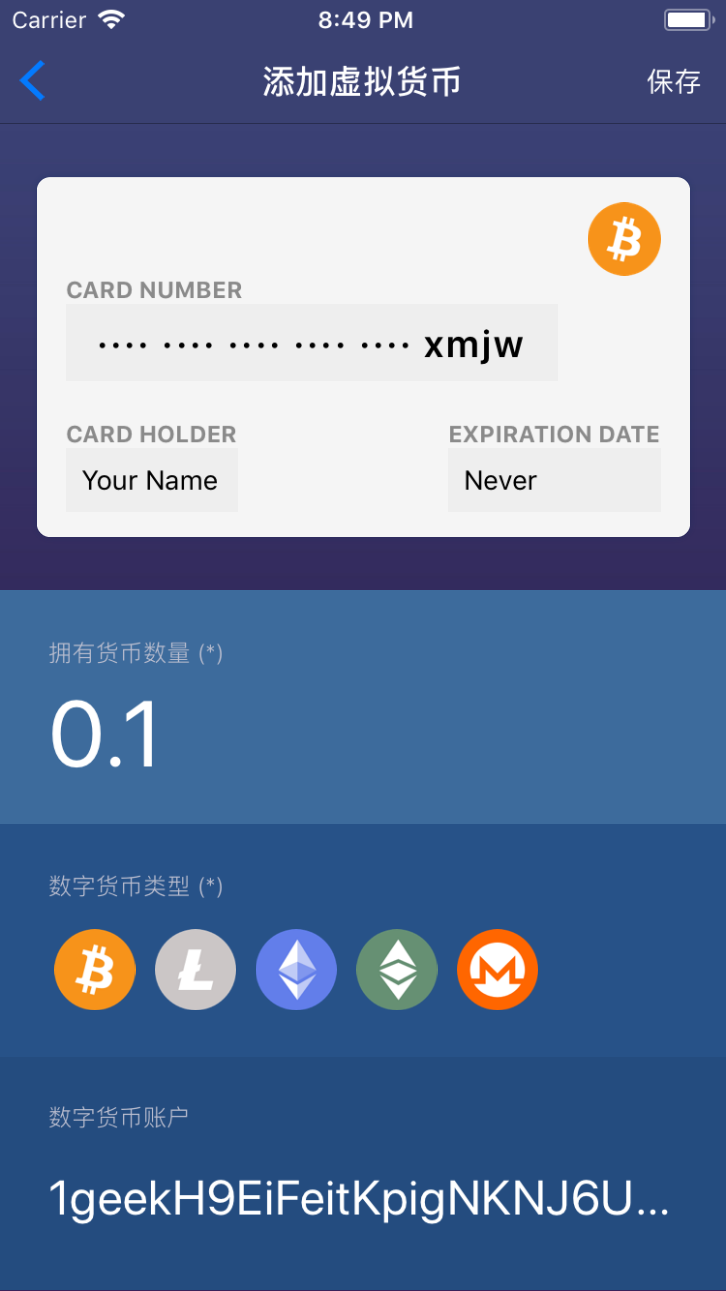 Carrier 8:49 PM
添加虚拟货币 保存
CARD NUMBER
···· ···· ···· ···· ···· xmjw
CARD HOLDER EXPIRATION DATE
Your Name Never
拥有货币数量 (*)
0.1
数字货币类型 (*)
数字货币账户
1geekH9EiFeitKpigNKNJ6U...